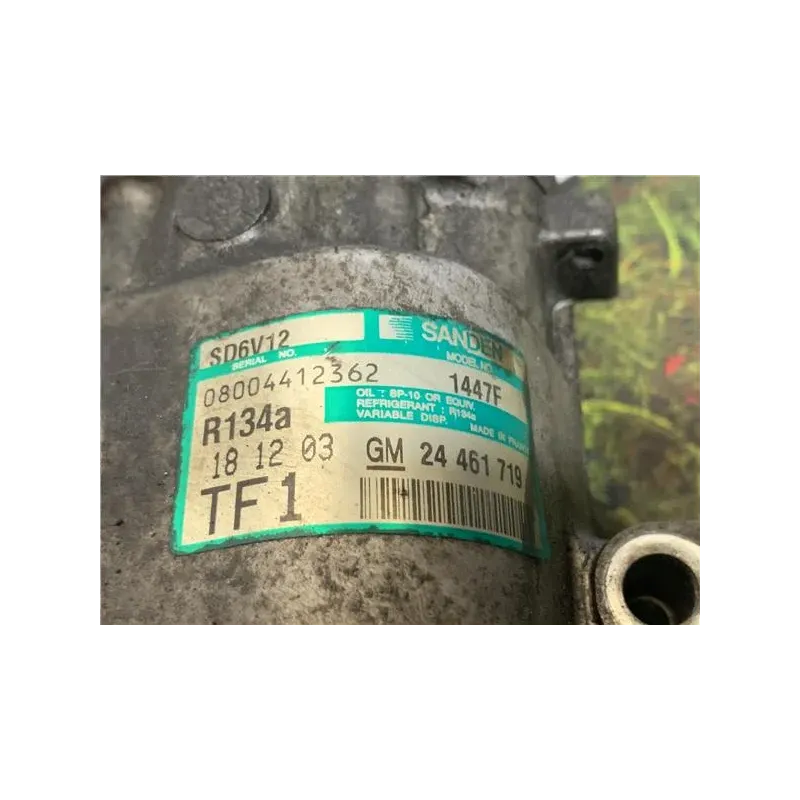 SD6V12
SANDEN
SERIAL NO.
MODEL NO.
08004412362
1447F
OIL : SP-10 OR EQUIV.
REFRIGERANT : R134a
VARIABLE DISP.
MADE IN FRANCE
R134a
18 12 03
GM 24 461 719
TF1